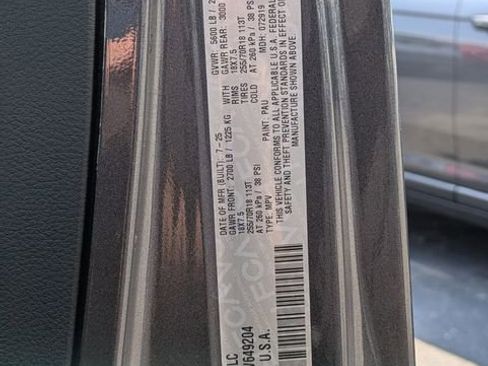 GVWR: 5600 LB / 2
GAWR REAR: 3000
WITH 18X7.5
RIMS
TIRES 255/70R18 113T
COLD AT 260 kPa / 38 PSI
MDH: 072919
PAINT: PAU
DATE OF MFR (BUILT): 7-25
GAWR FRONT: 2700 LB / 1225 KG
18X7.5
255/70R18 113T
AT 260 kPa / 38 PSI
TYPE: MPV
THIS VEHICLE CONFORMS TO ALL APPLICABLE U.S.A. FEDERAL
SAFETY AND THEFT PREVENTION STANDARDS IN EFFECT O
MANUFACTURE SHOWN ABOVE.
LC
649204
U.S.A.